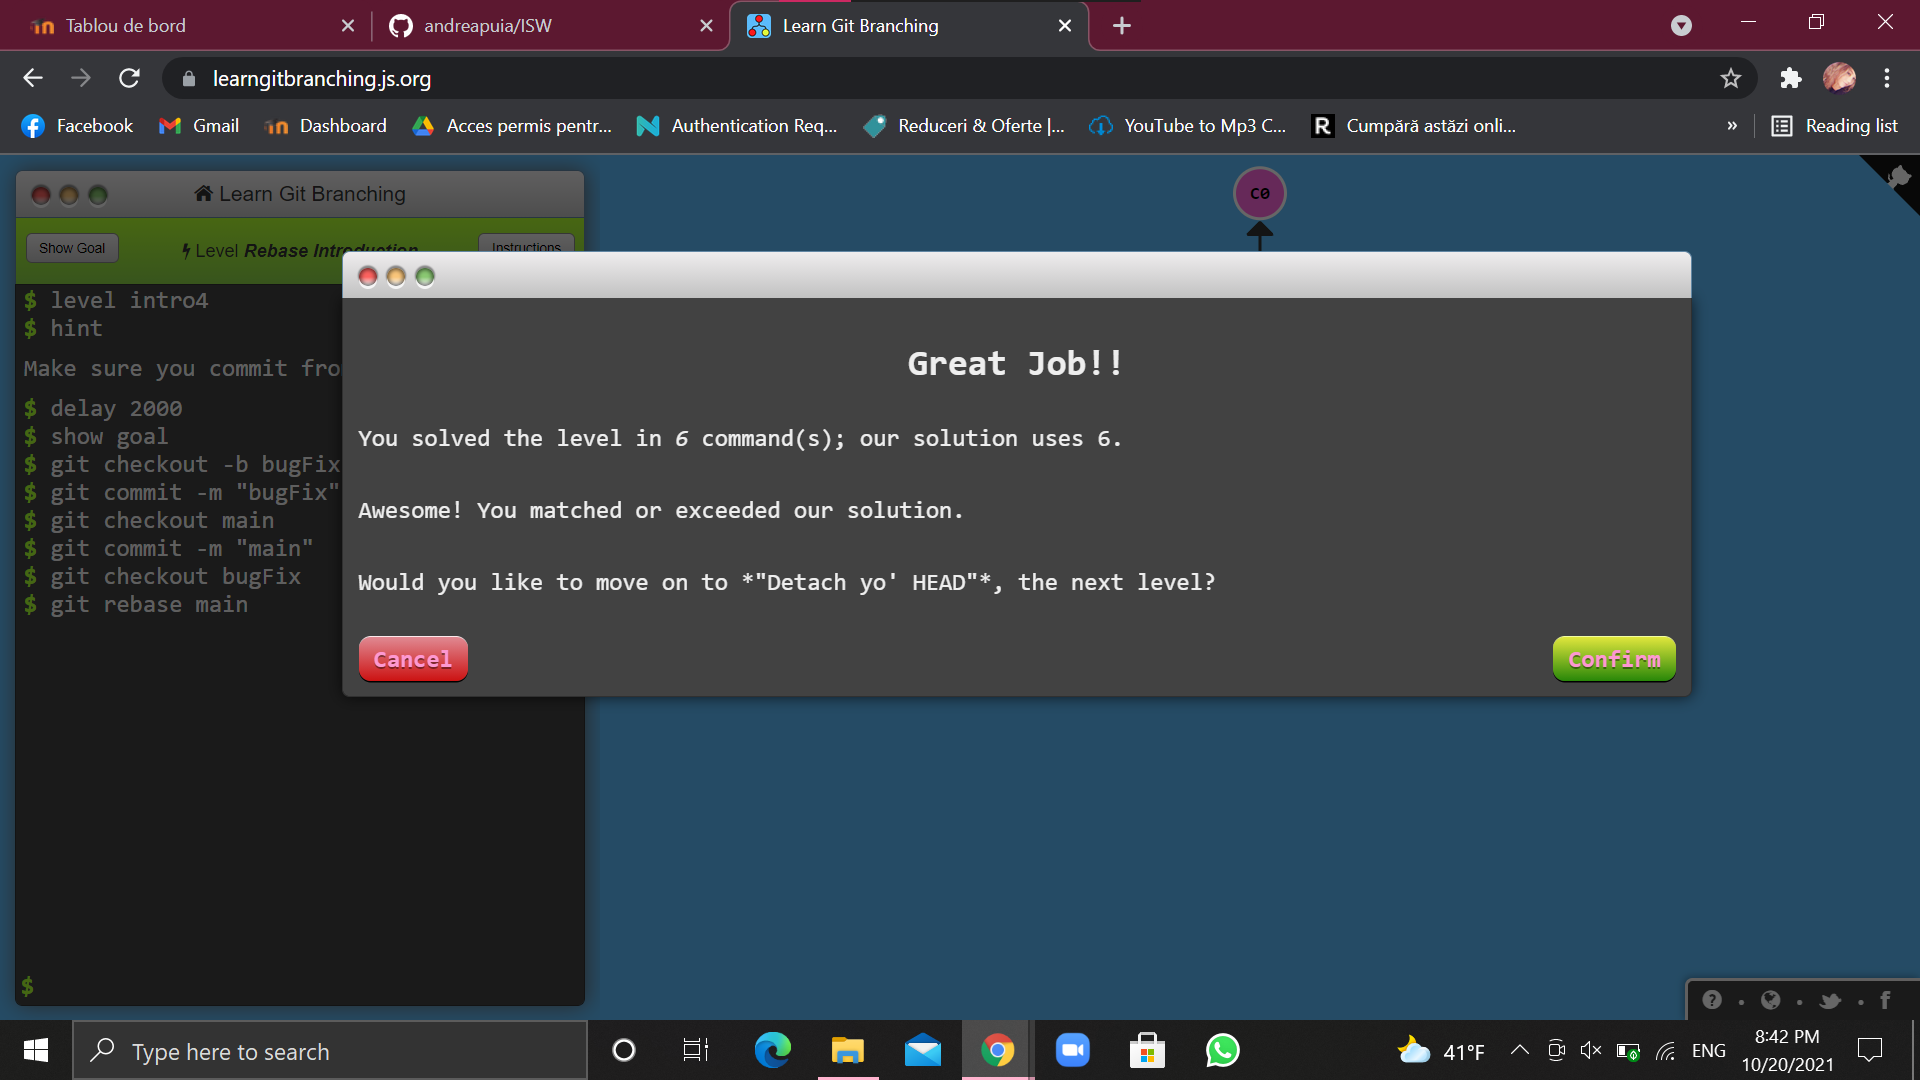 Tablou de bord
andreapuia/ISW
Learn Git Branching
learngitbranching.js.org
Facebook
Gmail
Dashboard
Acces permis pentr...
Authentication Req...
Reduceri & Oferte |...
YouTube to Mp3 C...
Cumpără astăzi onli...
»
Reading list
Learn Git Branching
C0
Show Goal
Level Rebase Introduction
Instructions
$ level intro4
$ hint
Make sure you commit fro
$ delay 2000
$ show goal
$ git checkout -b bugFix
$ git commit -m "bugFix"
$ git checkout main
$ git commit -m "main"
$ git checkout bugFix
$ git rebase main
$
Great Job!!
You solved the level in 6 command(s); our solution uses 6.
Awesome! You matched or exceeded our solution.
Would you like to move on to *"Detach yo' HEAD"*, the next level?
Cancel
Confirm
Type here to search
41°F
ENG
8:42 PM
10/20/2021